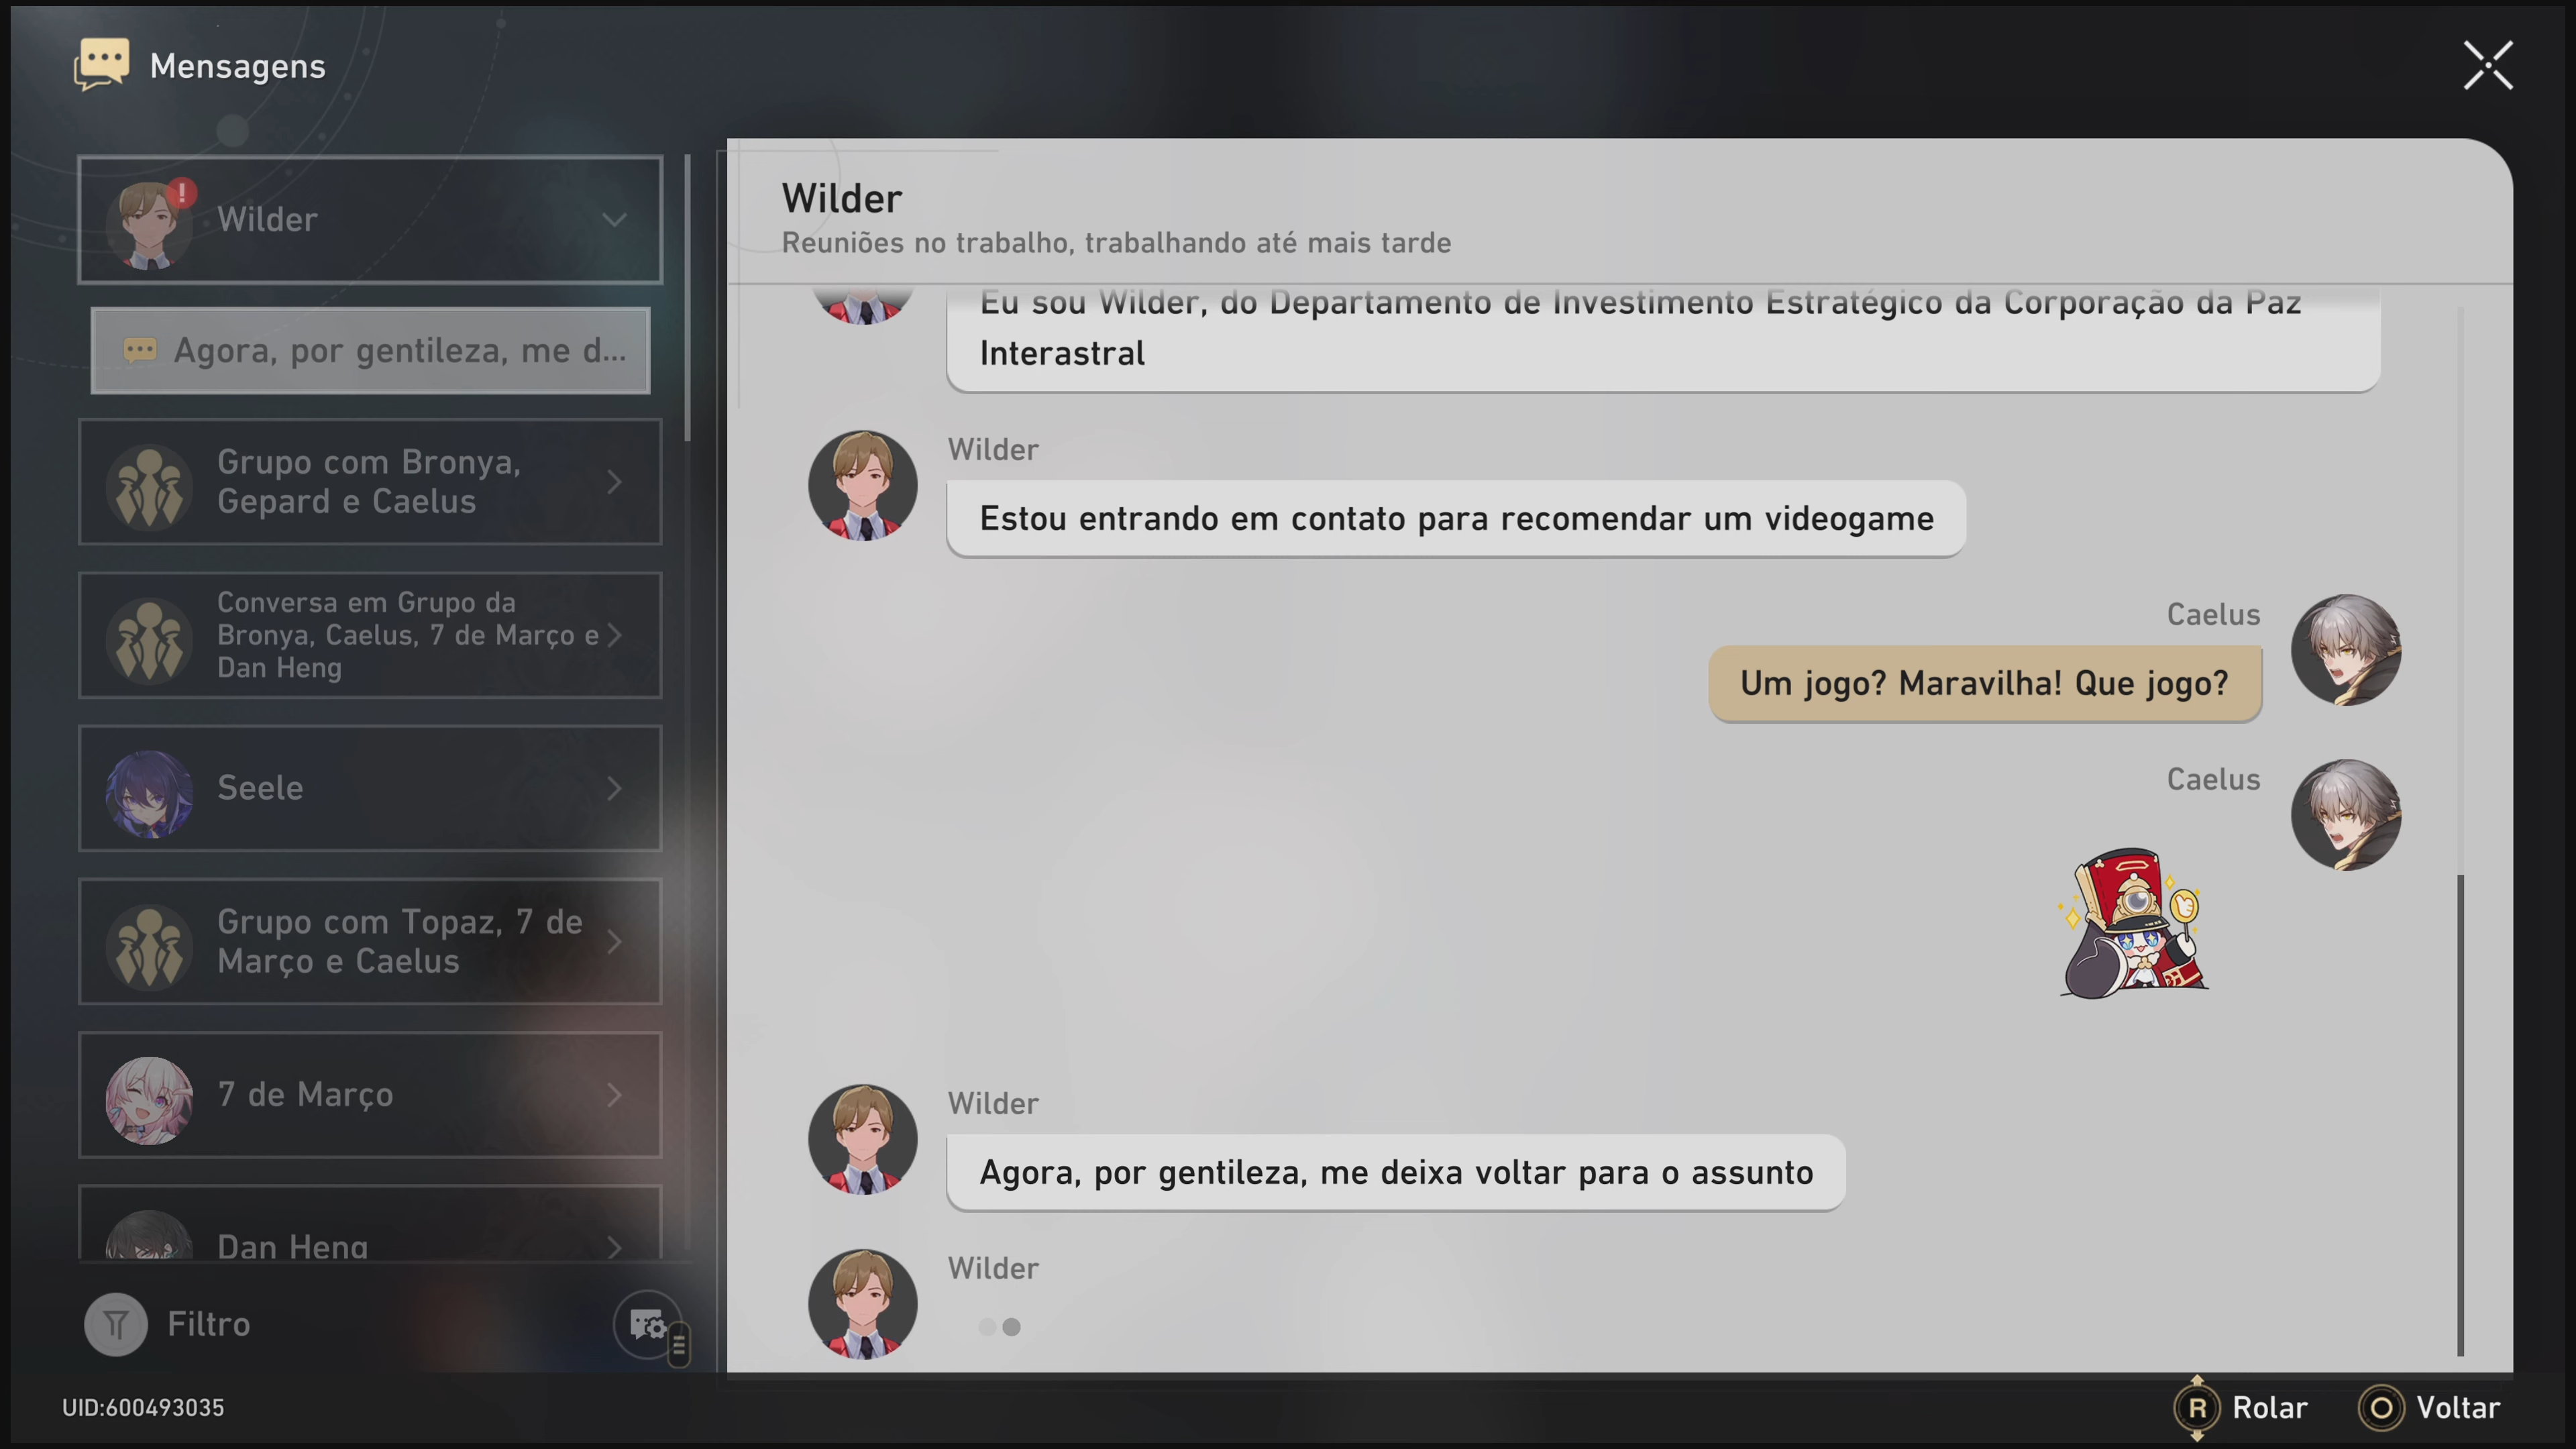 Mensagens
Wilder
Agora, por gentileza, me d...
Grupo com Bronya,
Gepard e Caelus
Conversa em Grupo da
Bronya, Caelus, 7 de Março e
Dan Heng
Seele
Grupo com Topaz, 7 de
Março e Caelus
7 de Março
Dan Heng
Filtro
Wilder
Reuniões no trabalho, trabalhando até mais tarde
Eu sou Wilder, do Departamento de Investimento Estratégico da Corporação da Paz
Interastral
Wilder
Estou entrando em contato para recomendar um videogame
Caelus
Um jogo? Maravilha! Que jogo?
Caelus
Wilder
Agora, por gentileza, me deixa voltar para o assunto
Wilder
UID:600493035
R Rolar
Voltar